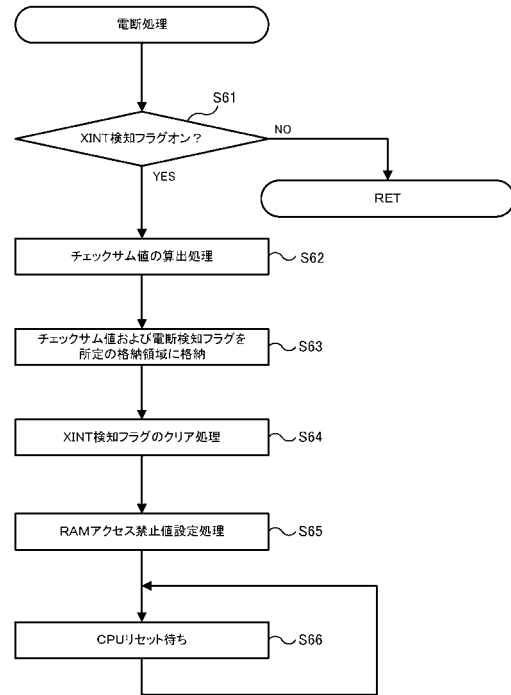 電断処理
S61
XINT検知フラグオン？
NO
YES
RET
チェックサム値の算出処理
S62
チェックサム値および電断検知フラグを
所定の格納領域に格納
S63
XINT検知フラグのクリア処理
S64
RAMアクセス禁止値設定処理
S65
CPUリセット待ち
S66